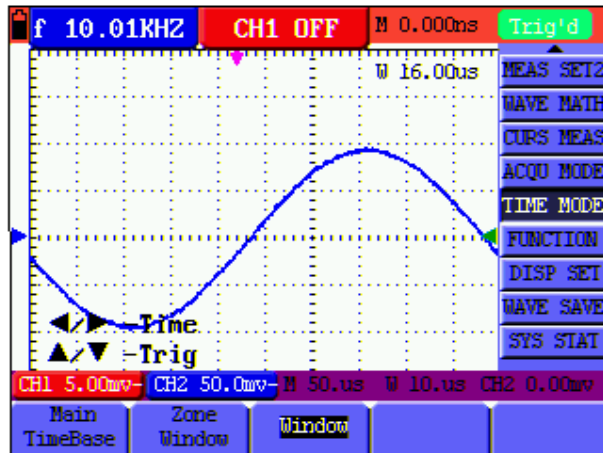 f 10.01KHZ
CH1 OFF
M 0.000ns
Trig'd
W 16.00us
MEAS SET2
WAVE MATH
CURS MEAS
ACQU MODE
TIME MODE
FUNCTION
DISP SET
WAVE SAVE
SYS STAT
◀/▶ -Time
▲/▼ -Trig
CH1 5.00mv- CH2 50.0mv- M 50.us W 10.us CH2 0.00mv
Main TimeBase
Zone Window
Window